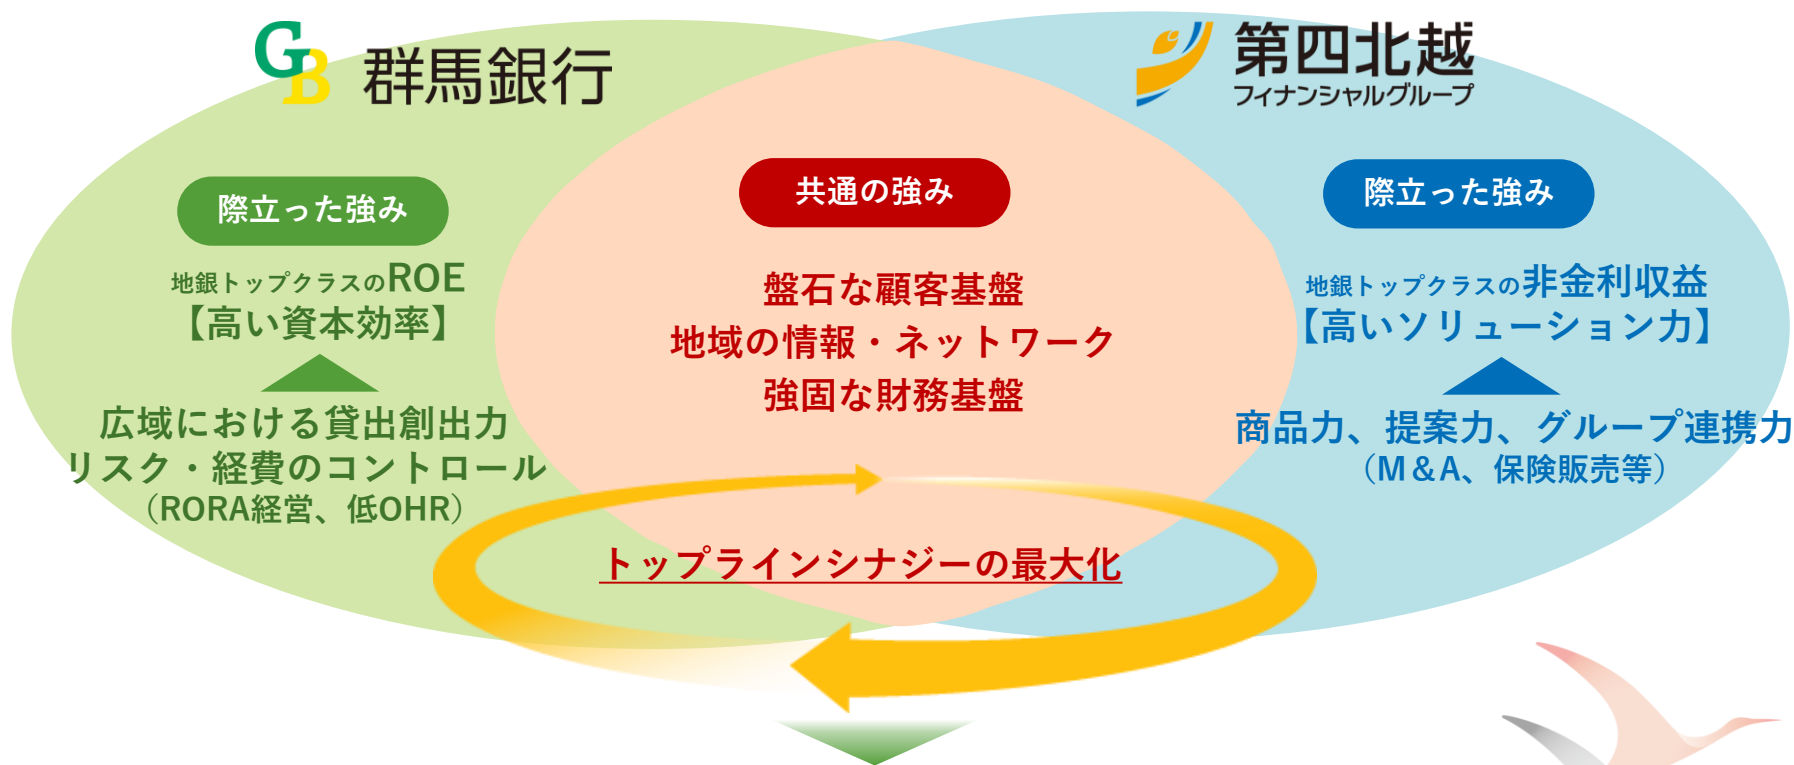 GB 群馬銀行
際立った強み
地銀トップクラスのROE
【高い資本効率】
広域における貸出創出力
リスク・経費のコントロール
（RORA経営、低OHR）
共通の強み
盤石な顧客基盤
地域の情報・ネットワーク
強固な財務基盤
トップラインシナジーの最大化
第四北越
フィナンシャルグループ
際立った強み
地銀トップクラスの非金利収益
【高いソリューション力】
商品力、提案力、グループ連携力
（M＆A、保険販売等）